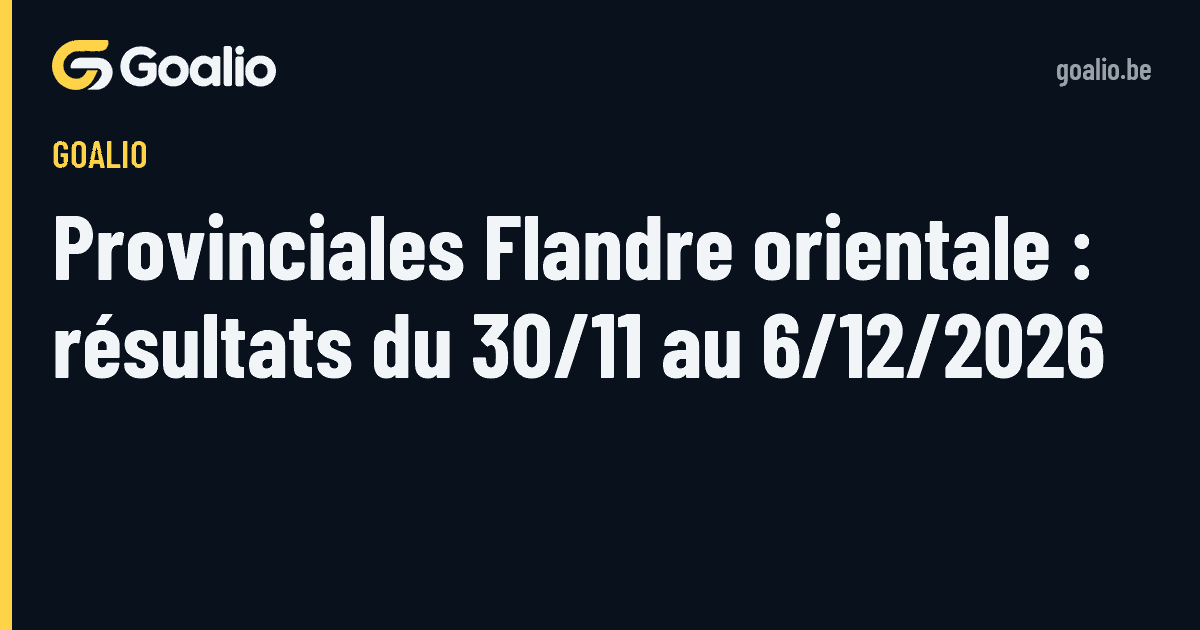 Goalio
goalio.be
GOALIO
Provinciales Flandre orientale :
résultats du 30/11 au 6/12/2026